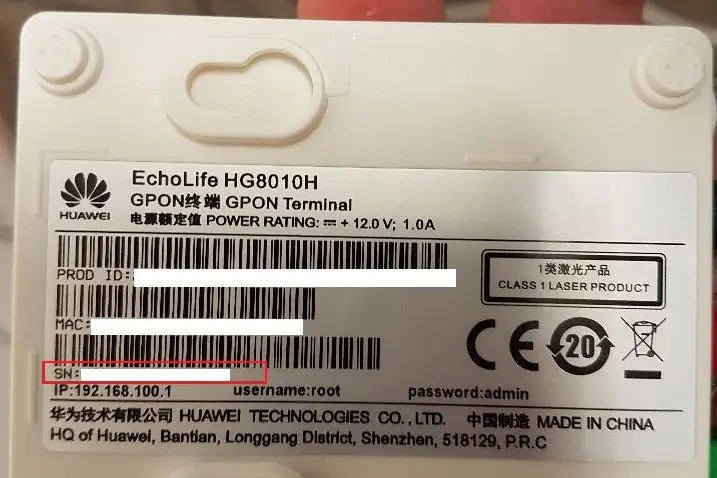 HUAWEI
EchoLife HG8010H
GPON终端 GPON Terminal
电源额定值 POWER RATING: ⎓ + 12.0 V; 1.0A
PROD ID:
MAC:
SN:
1类激光产品
CLASS 1 LASER PRODUCT
CE 20
IP:192.168.100.1 username:root password:admin
华为技术有限公司 HUAWEI TECHNOLOGIES CO., LTD. 中国制造 MADE IN CHINA
HQ of Huawei, Bantian, Longgang District, Shenzhen, 518129, P.R.C